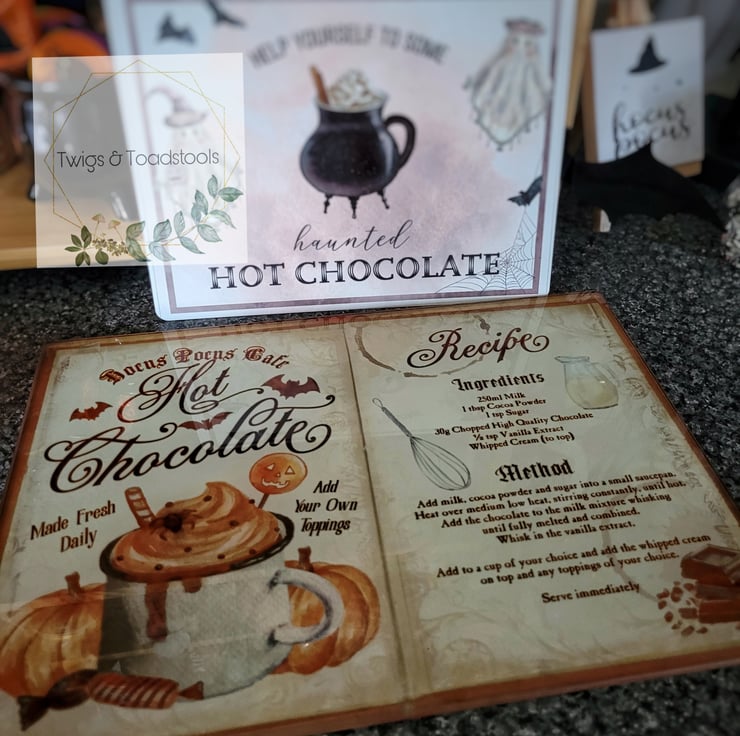 HELP YOURSELF TO SOME
haunted
HOT CHOCOLATE
hocus
pocus
Twigs & Toadstools
Hocus Pocus Cafe
Hot
Chocolate
Made Fresh
Daily
Add
Your Own
Toppings
Recipe
Ingredients
250ml Milk
1 tbsp Cocoa Powder
1 tsp Sugar
30g Chopped High Quality Chocolate
⅛ tsp Vanilla Extract
Whipped Cream (to top)
Method
Add milk, cocoa powder and sugar into a small saucepan.
Heat over medium low heat, stirring constantly, until hot.
Add the chocolate to the milk mixture whisking
until fully melted and combined.
Whisk in the vanilla extract.
Add to a cup of your choice and add the whipped cream
on top and any toppings of your choice.
Serve immediately